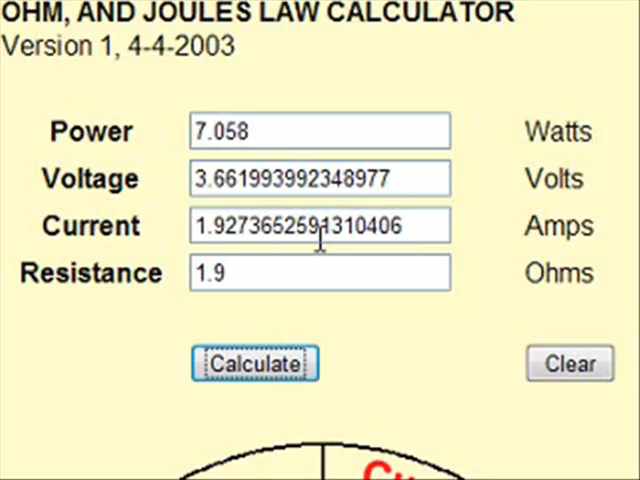 OHM, AND JOULES LAW CALCULATOR
Version 1, 4-4-2003
Power 7.058 Watts
Voltage 3.661993992348977 Volts
Current 1.9273652591310406 Amps
Resistance 1.9 Ohms
Calculate Clear